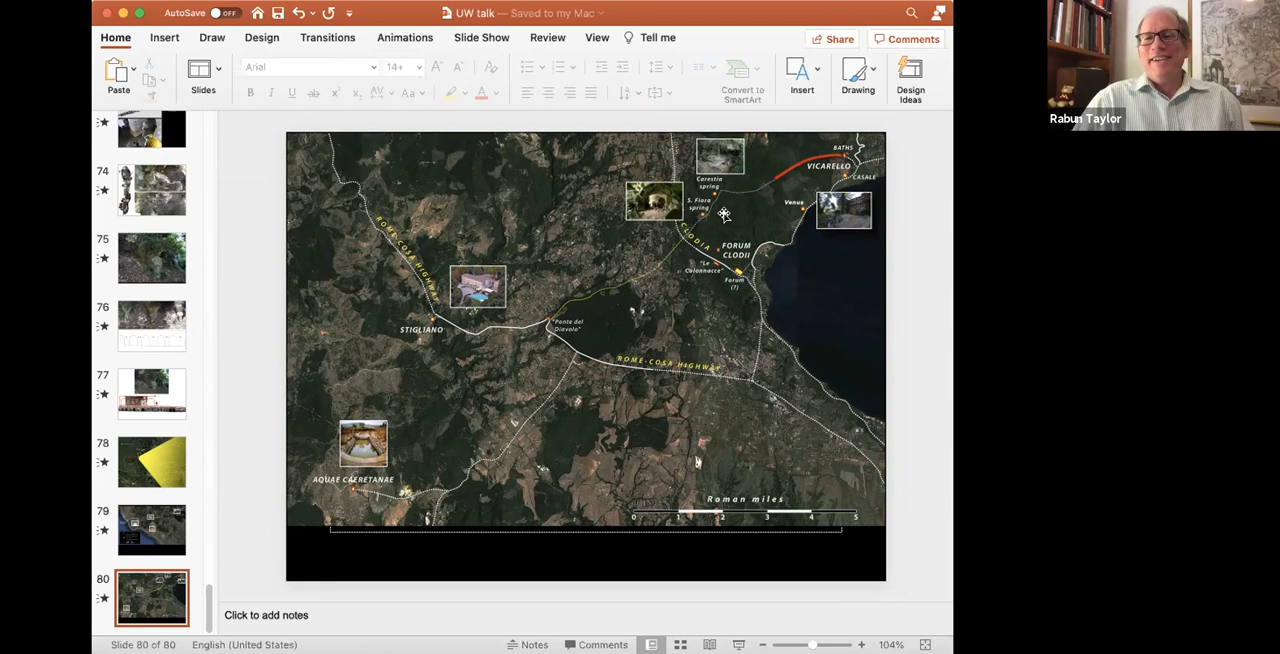 AutoSave OFF
UW talk — Saved to my Mac
Home Insert Draw Design Transitions Animations Slide Show Review View Tell me
Share Comments
Paste
Slides
Arial 14+
Convert to
SmartArt
Insert
Drawing
Design
Ideas
74
75
76
77
78
79
80
BATHS
VICARELLO
CASALE
Carestia
spring
S. Fiora
spring
Venus
CLODIA
FORUM
CLODII
"Le
Colonnacce"
Forum
(?)
ROME-COSA HIGHWAY
STIGLIANO
"Ponte del
Diavolo"
ROME-COSA HIGHWAY
AQUAE CAERETANAE
Roman miles
0 1 2 3 4 5
Click to add notes
Slide 80 of 80 English (United States) Notes Comments 104%
Rabun Taylor